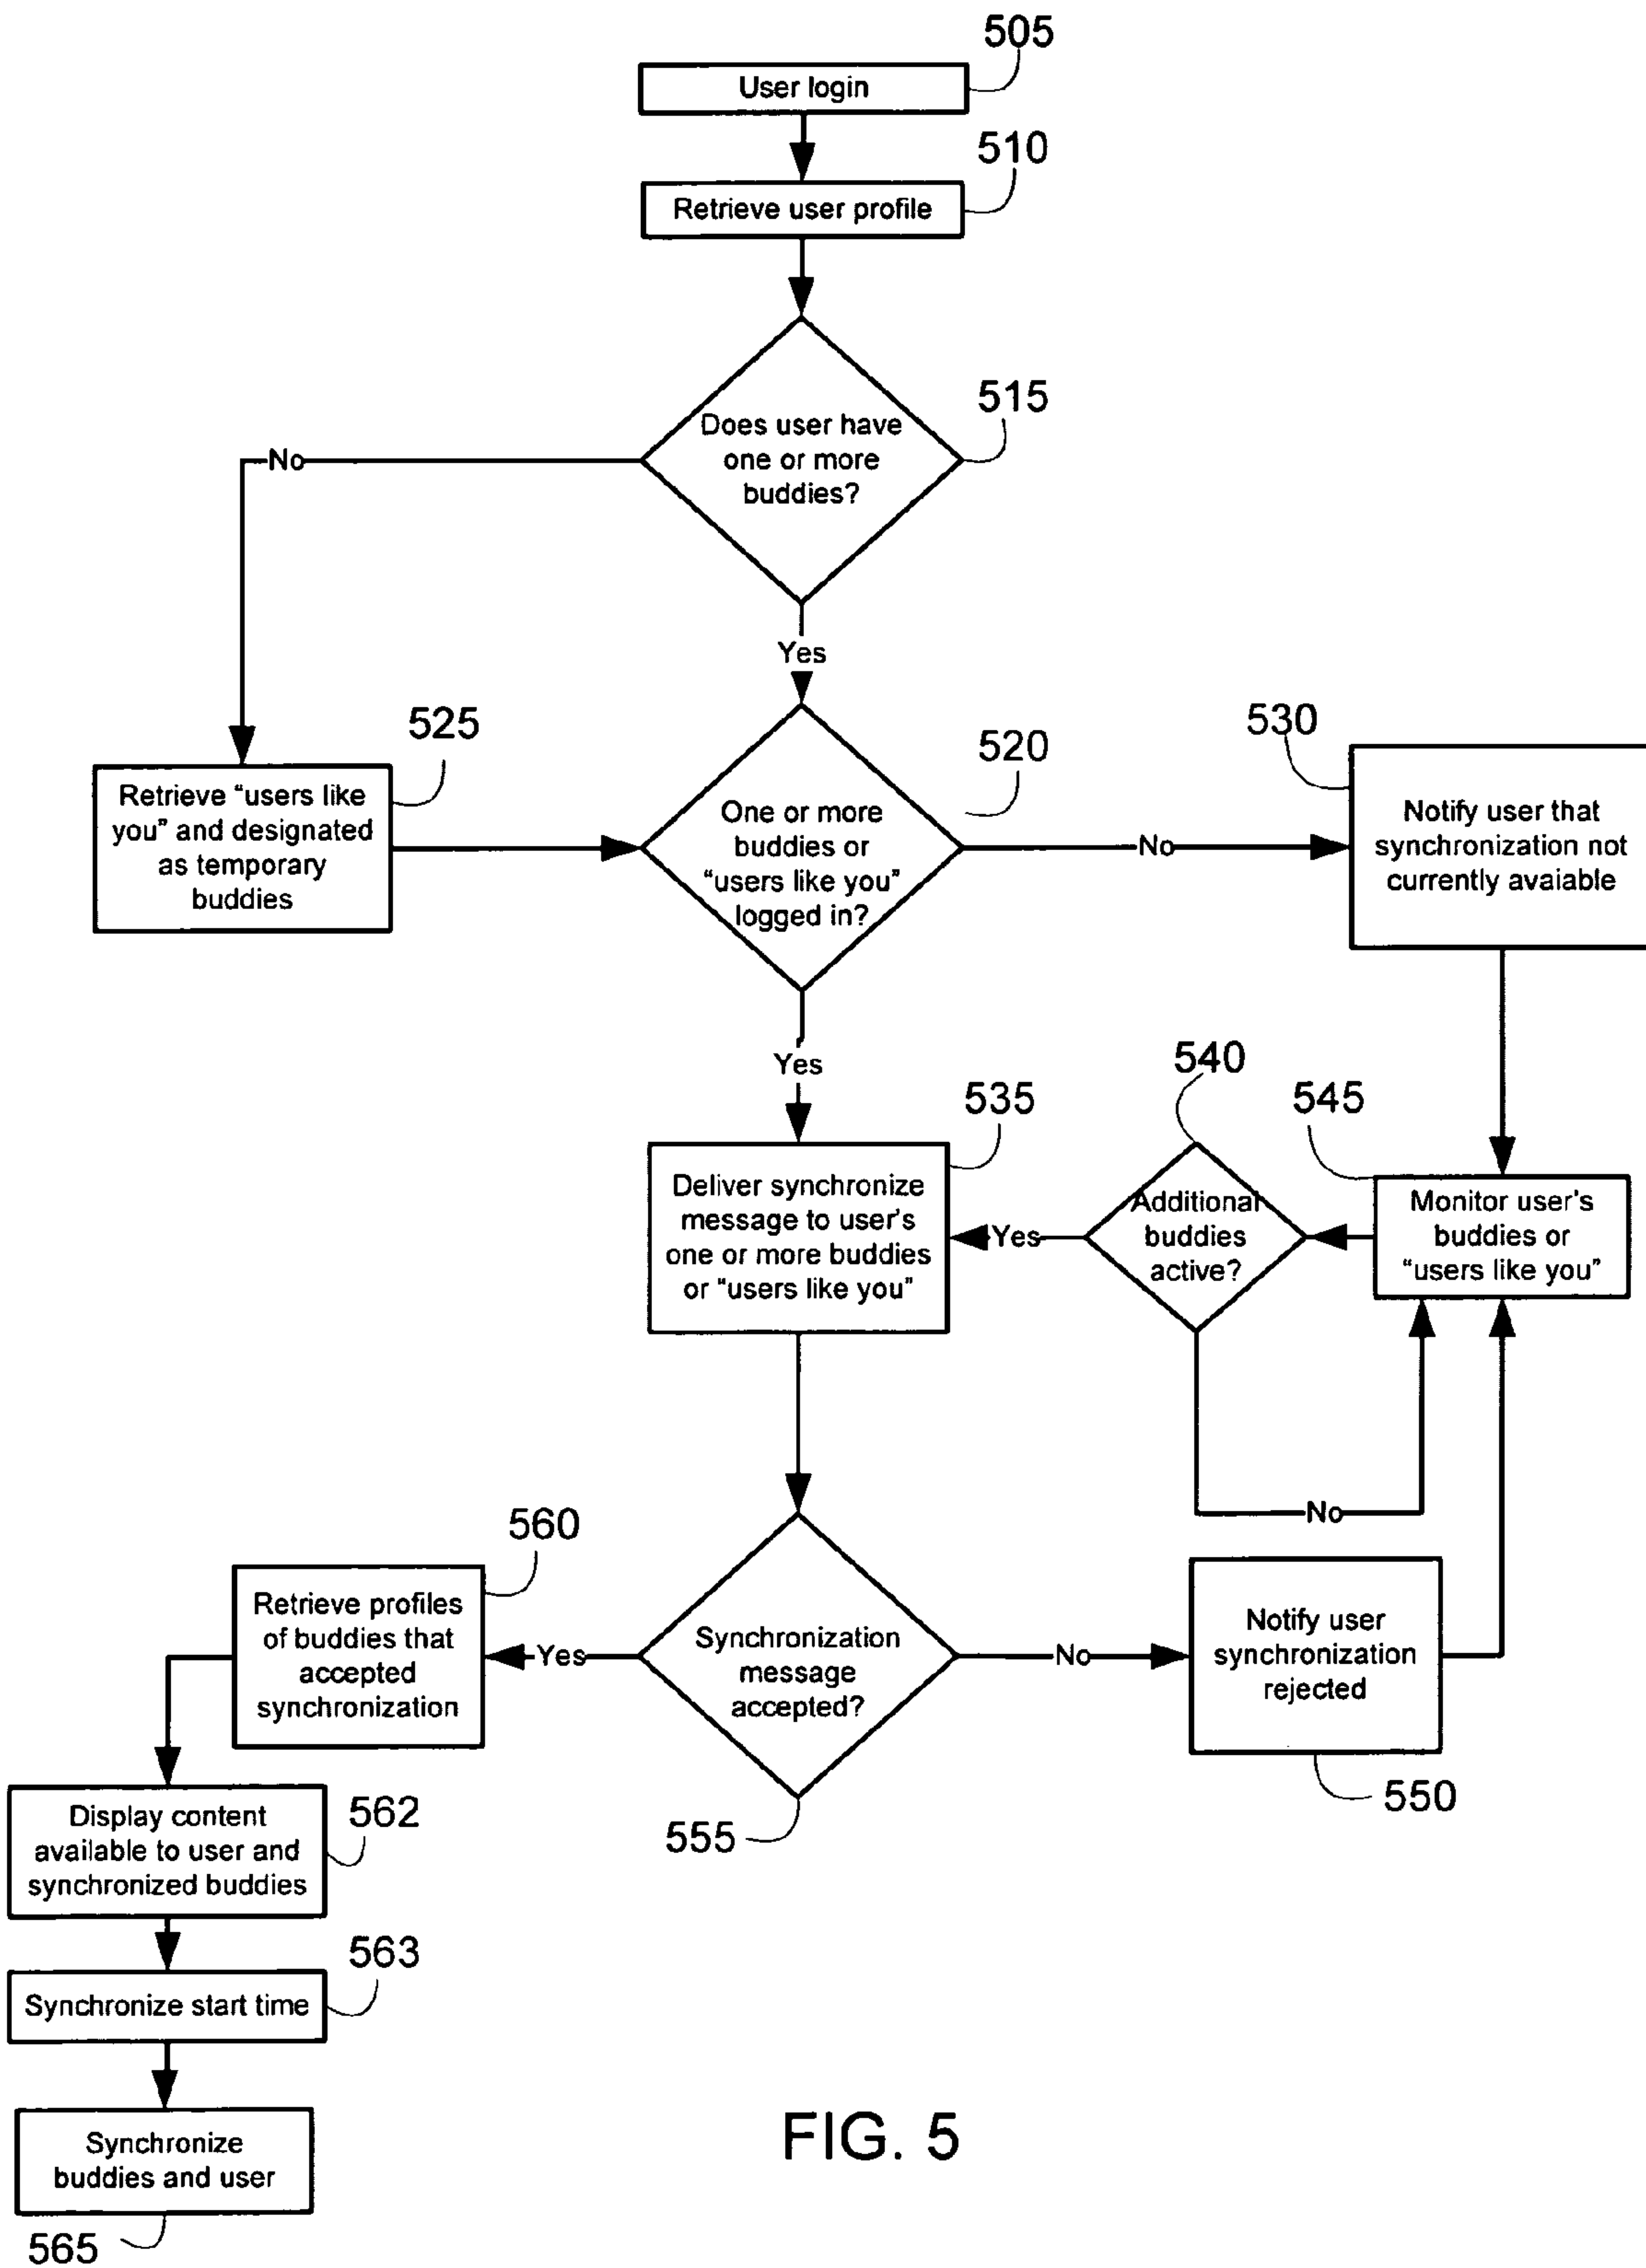 505
User login
510
Retrieve user profile
515
Does user have
one or more
buddies?
No
Yes
525
Retrieve “users like
you” and designated
as temporary
buddies
520
One or more
buddies or
“users like you”
logged in?
No
530
Notify user that
synchronization not
currently avaiable
Yes
535
Deliver synchronize
message to user's
one or more buddies
or “users like you”
540
Additional
buddies
active?
Yes
No
545
Monitor user's
buddies or
“users like you”
560
Retrieve profiles
of buddies that
accepted
synchronization
Yes
Synchronization
message
accepted?
555
No
Notify user
synchronization
rejected
550
Display content
available to user and
synchronized buddies
562
563
Synchronize start time
Synchronize
buddies and user
565
FIG. 5